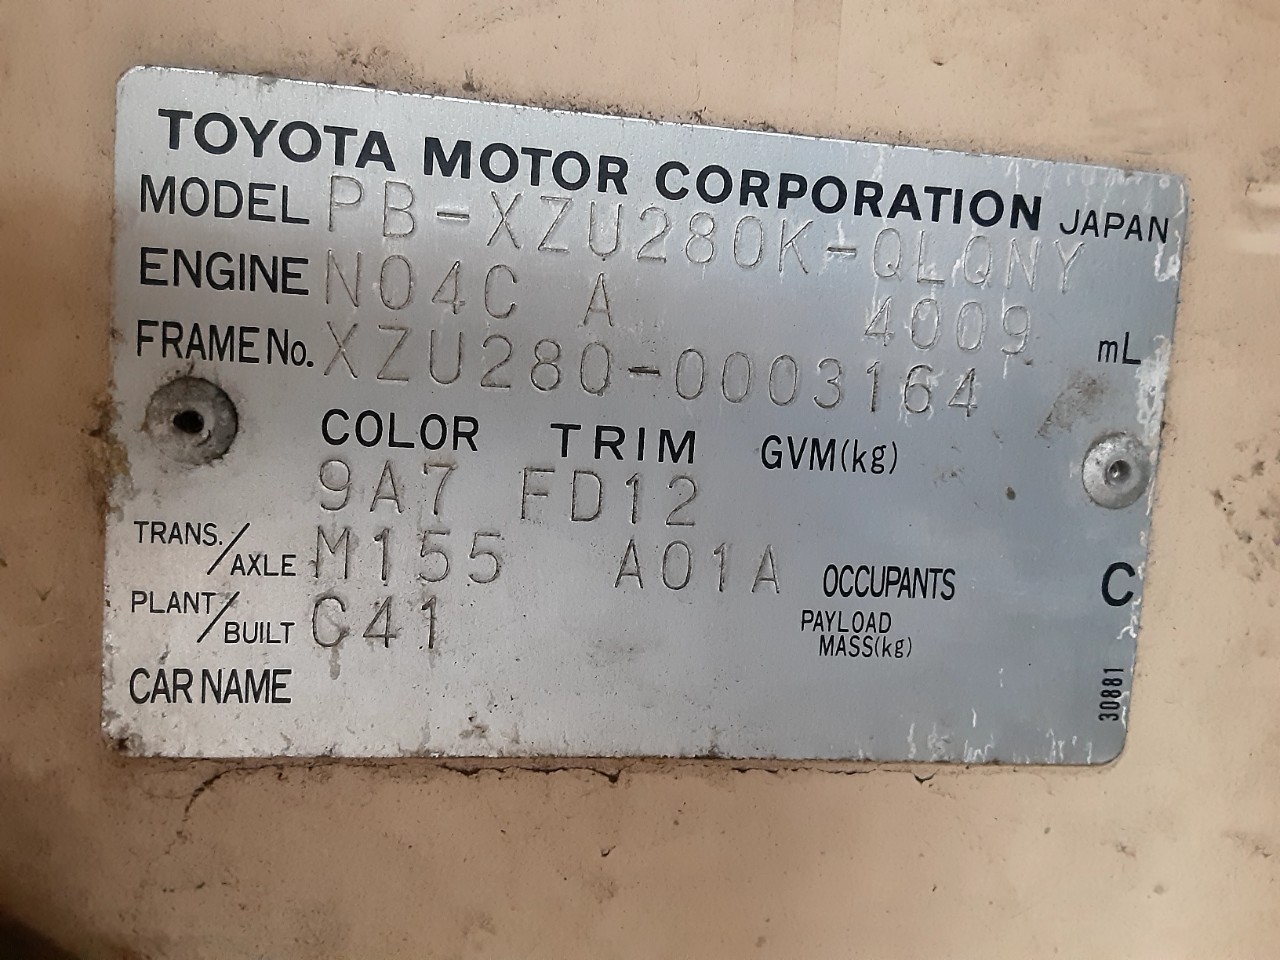 TOYOTA MOTOR CORPORATION JAPAN
MODEL PB-XZU280K-QLQNY
ENGINE N04C A 4009 mL
FRAME No. XZU280-0003164
COLOR TRIM GVM(kg)
9A7 FD12
TRANS./AXLE M155 A01A OCCUPANTS C
PLANT/BUILT C41 PAYLOAD MASS(kg)
CAR NAME
30881